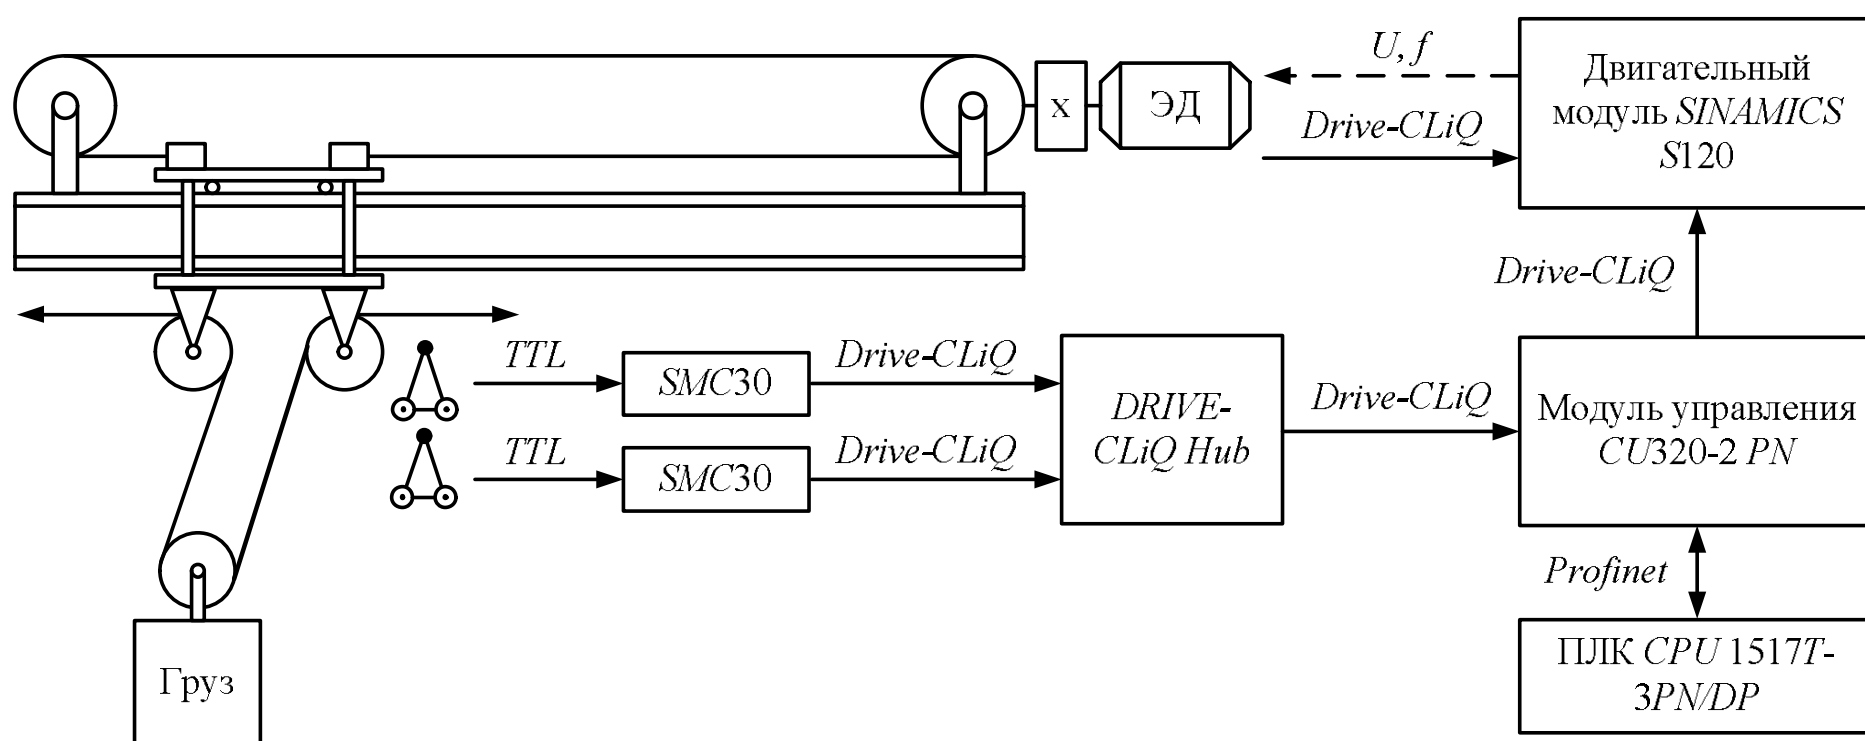 U, f
Двигательный
модуль SINAMICS
S120
х
ЭД
Drive-CLiQ
Drive-CLiQ
TTL
SMC30
Drive-CLiQ
TTL
SMC30
Drive-CLiQ
DRIVE-
CLiQ Hub
Drive-CLiQ
Модуль управления
CU320-2 PN
Profinet
Груз
ПЛК CPU 1517T-
3PN/DP